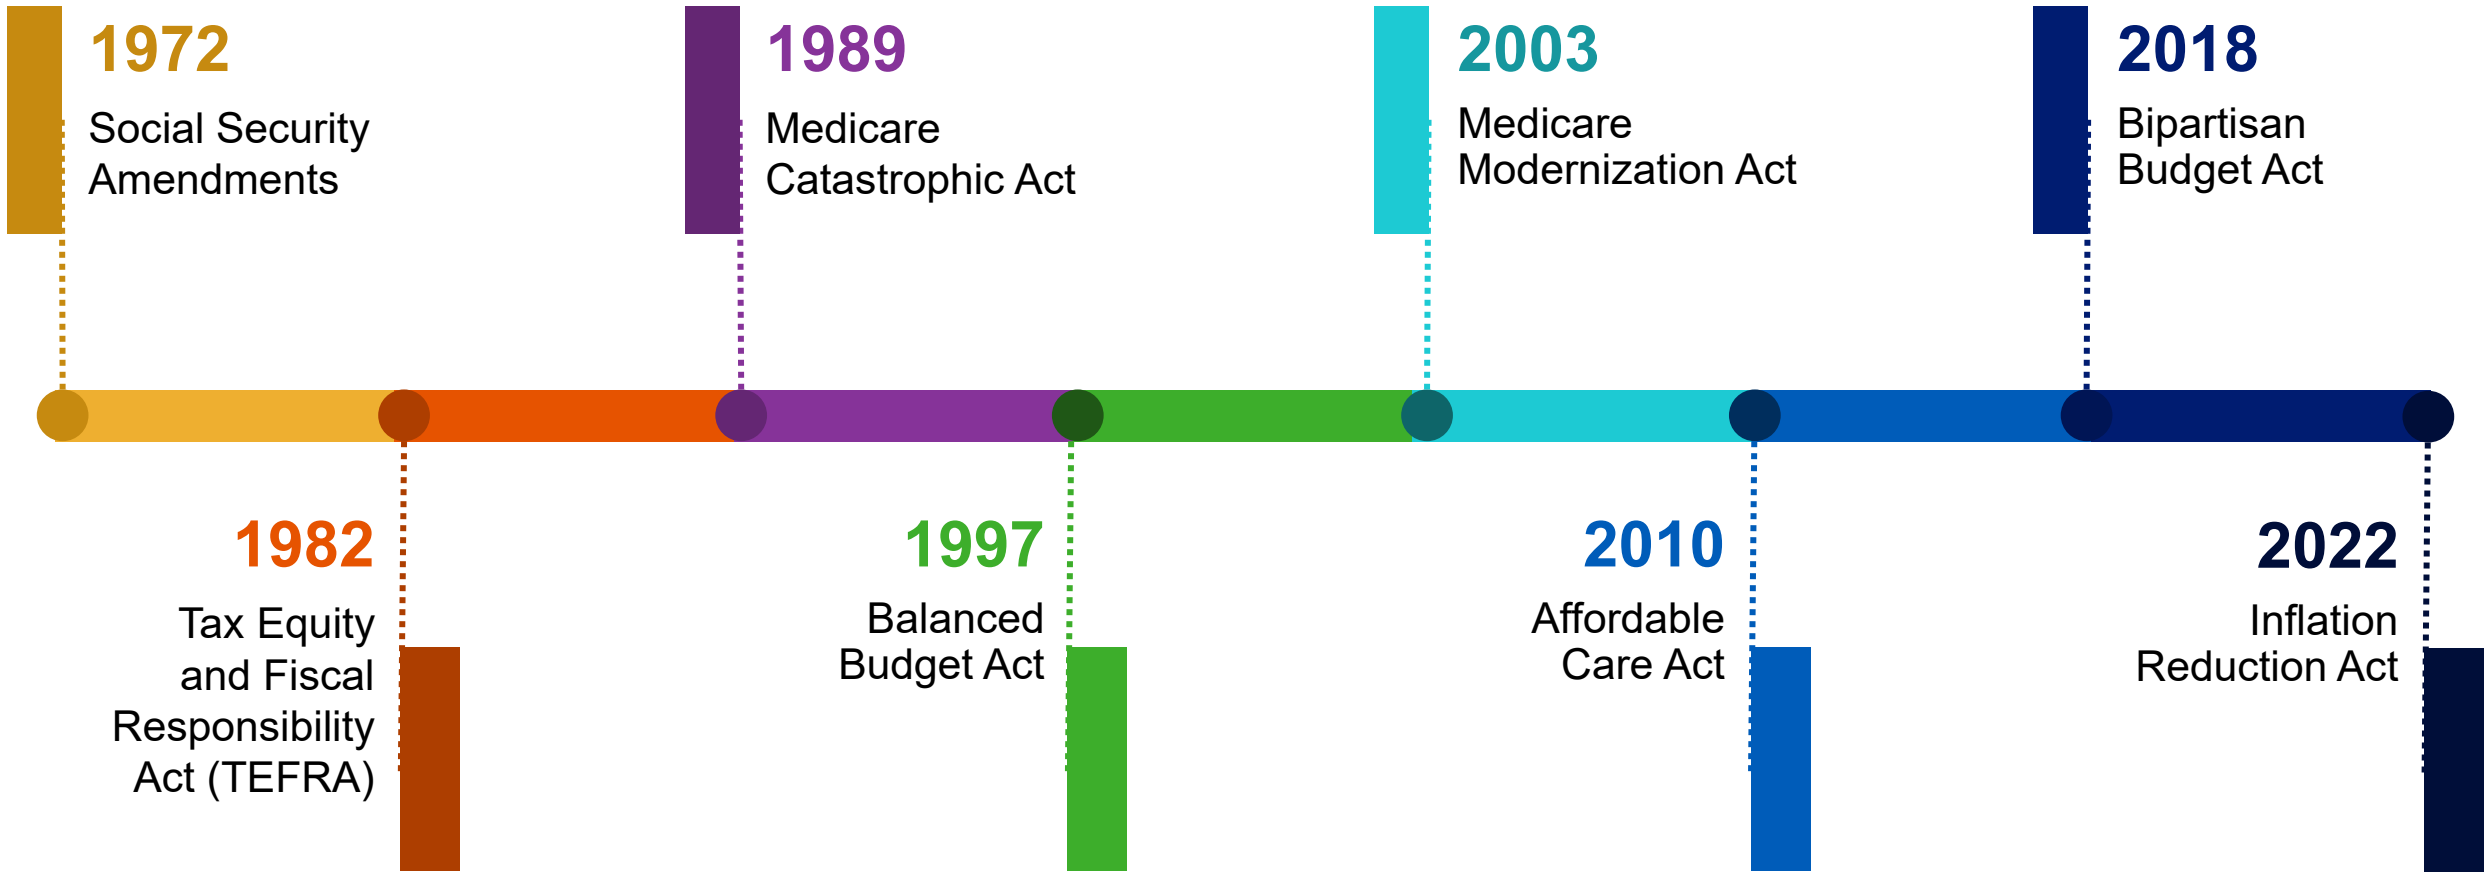 1972
Social Security
Amendments
1989
Medicare
Catastrophic Act
2003
Medicare
Modernization Act
2018
Bipartisan
Budget Act
1982
Tax Equity
and Fiscal
Responsibility
Act (TEFRA)
1997
Balanced
Budget Act
2010
Affordable
Care Act
2022
Inflation
Reduction Act